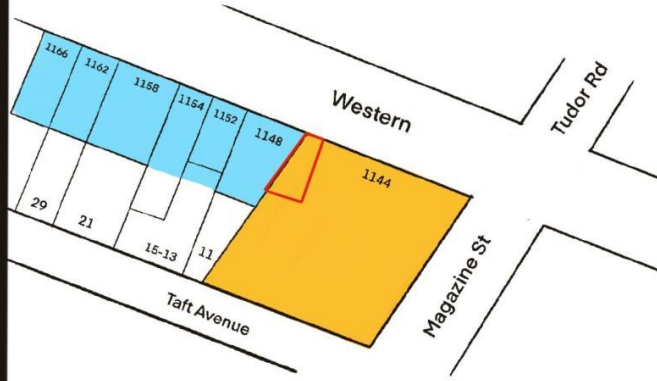 1166
1162
1158
1154
1152
1148
Western
1144
Tudor Rd
29
21
15-13
11
Taft Avenue
Magazine St